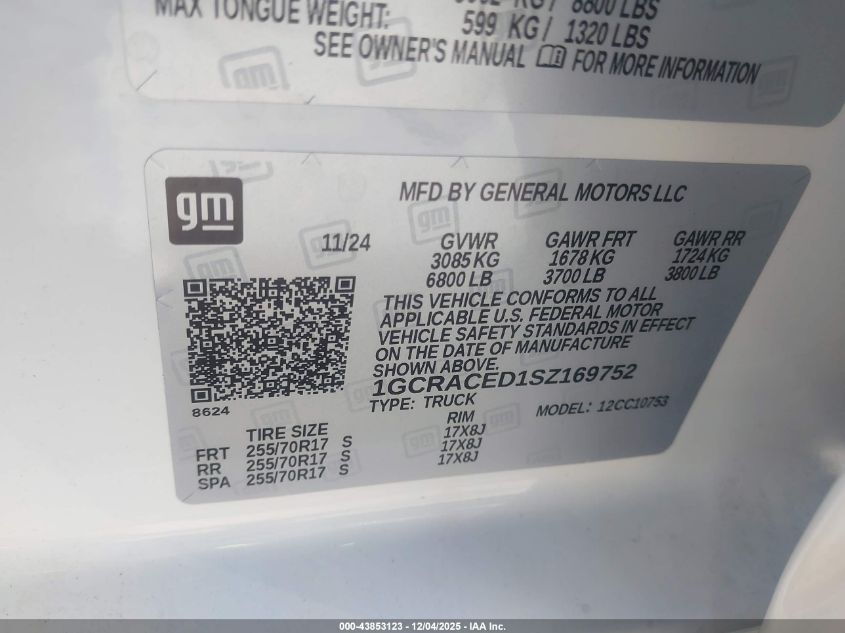 KG / 8800 LBS
MAX TONGUE WEIGHT: 599 KG / 1320 LBS
SEE OWNER'S MANUAL FOR MORE INFORMATION
gm
MFD BY GENERAL MOTORS LLC
11/24 GVWR GAWR FRT GAWR RR
3085 KG 1678 KG 1724 KG
6800 LB 3700 LB 3800 LB
THIS VEHICLE CONFORMS TO ALL
APPLICABLE U.S. FEDERAL MOTOR
VEHICLE SAFETY STANDARDS IN EFFECT
ON THE DATE OF MANUFACTURE
SHOWN ABOVE.
1GCRACED1SZ169752
8624
TYPE: TRUCK MODEL: 12CC10753
TIRE SIZE RIM
FRT 255/70R17 S 17X8J
RR 255/70R17 S 17X8J
SPA 255/70R17 S 17X8J
000-43853123 - 12/04/2025 - IAA Inc.